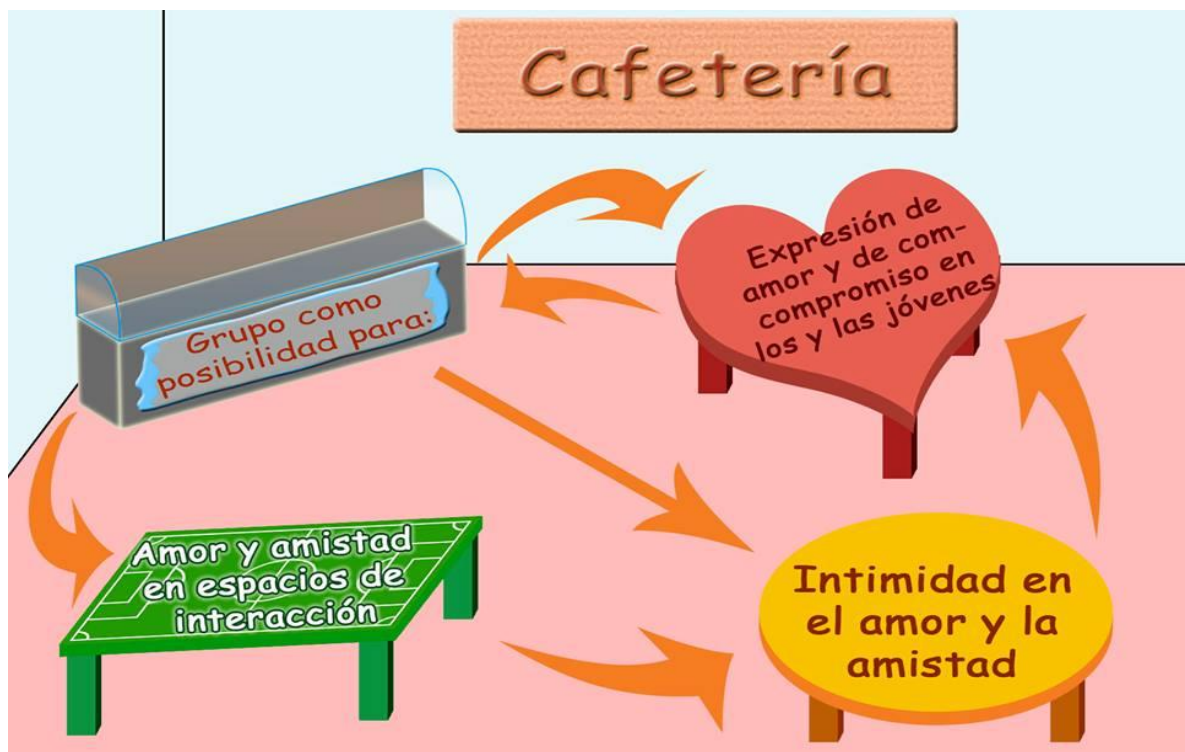 Cafetería
Grupo como
posibilidad para:
Expresión de
amor y de com-
compromiso en
los y las jóvenes
Amor y amistad
en espacios de
interacción
Intimidad en
el amor y la
amistad